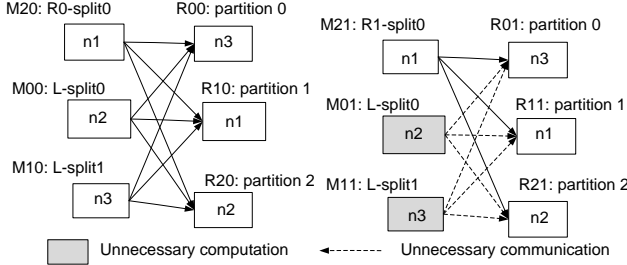 M20: R0-split0
R00: partition 0
n1
n3
M00: L-split0
R10: partition 1
n2
n1
M10: L-split1
R20: partition 2
n3
n2
M21: R1-split0
R01: partition 0
n1
n3
M01: L-split0
R11: partition 1
n2
n1
M11: L-split1
R21: partition 2
n3
n2
Unnecessary computation
Unnecessary communication